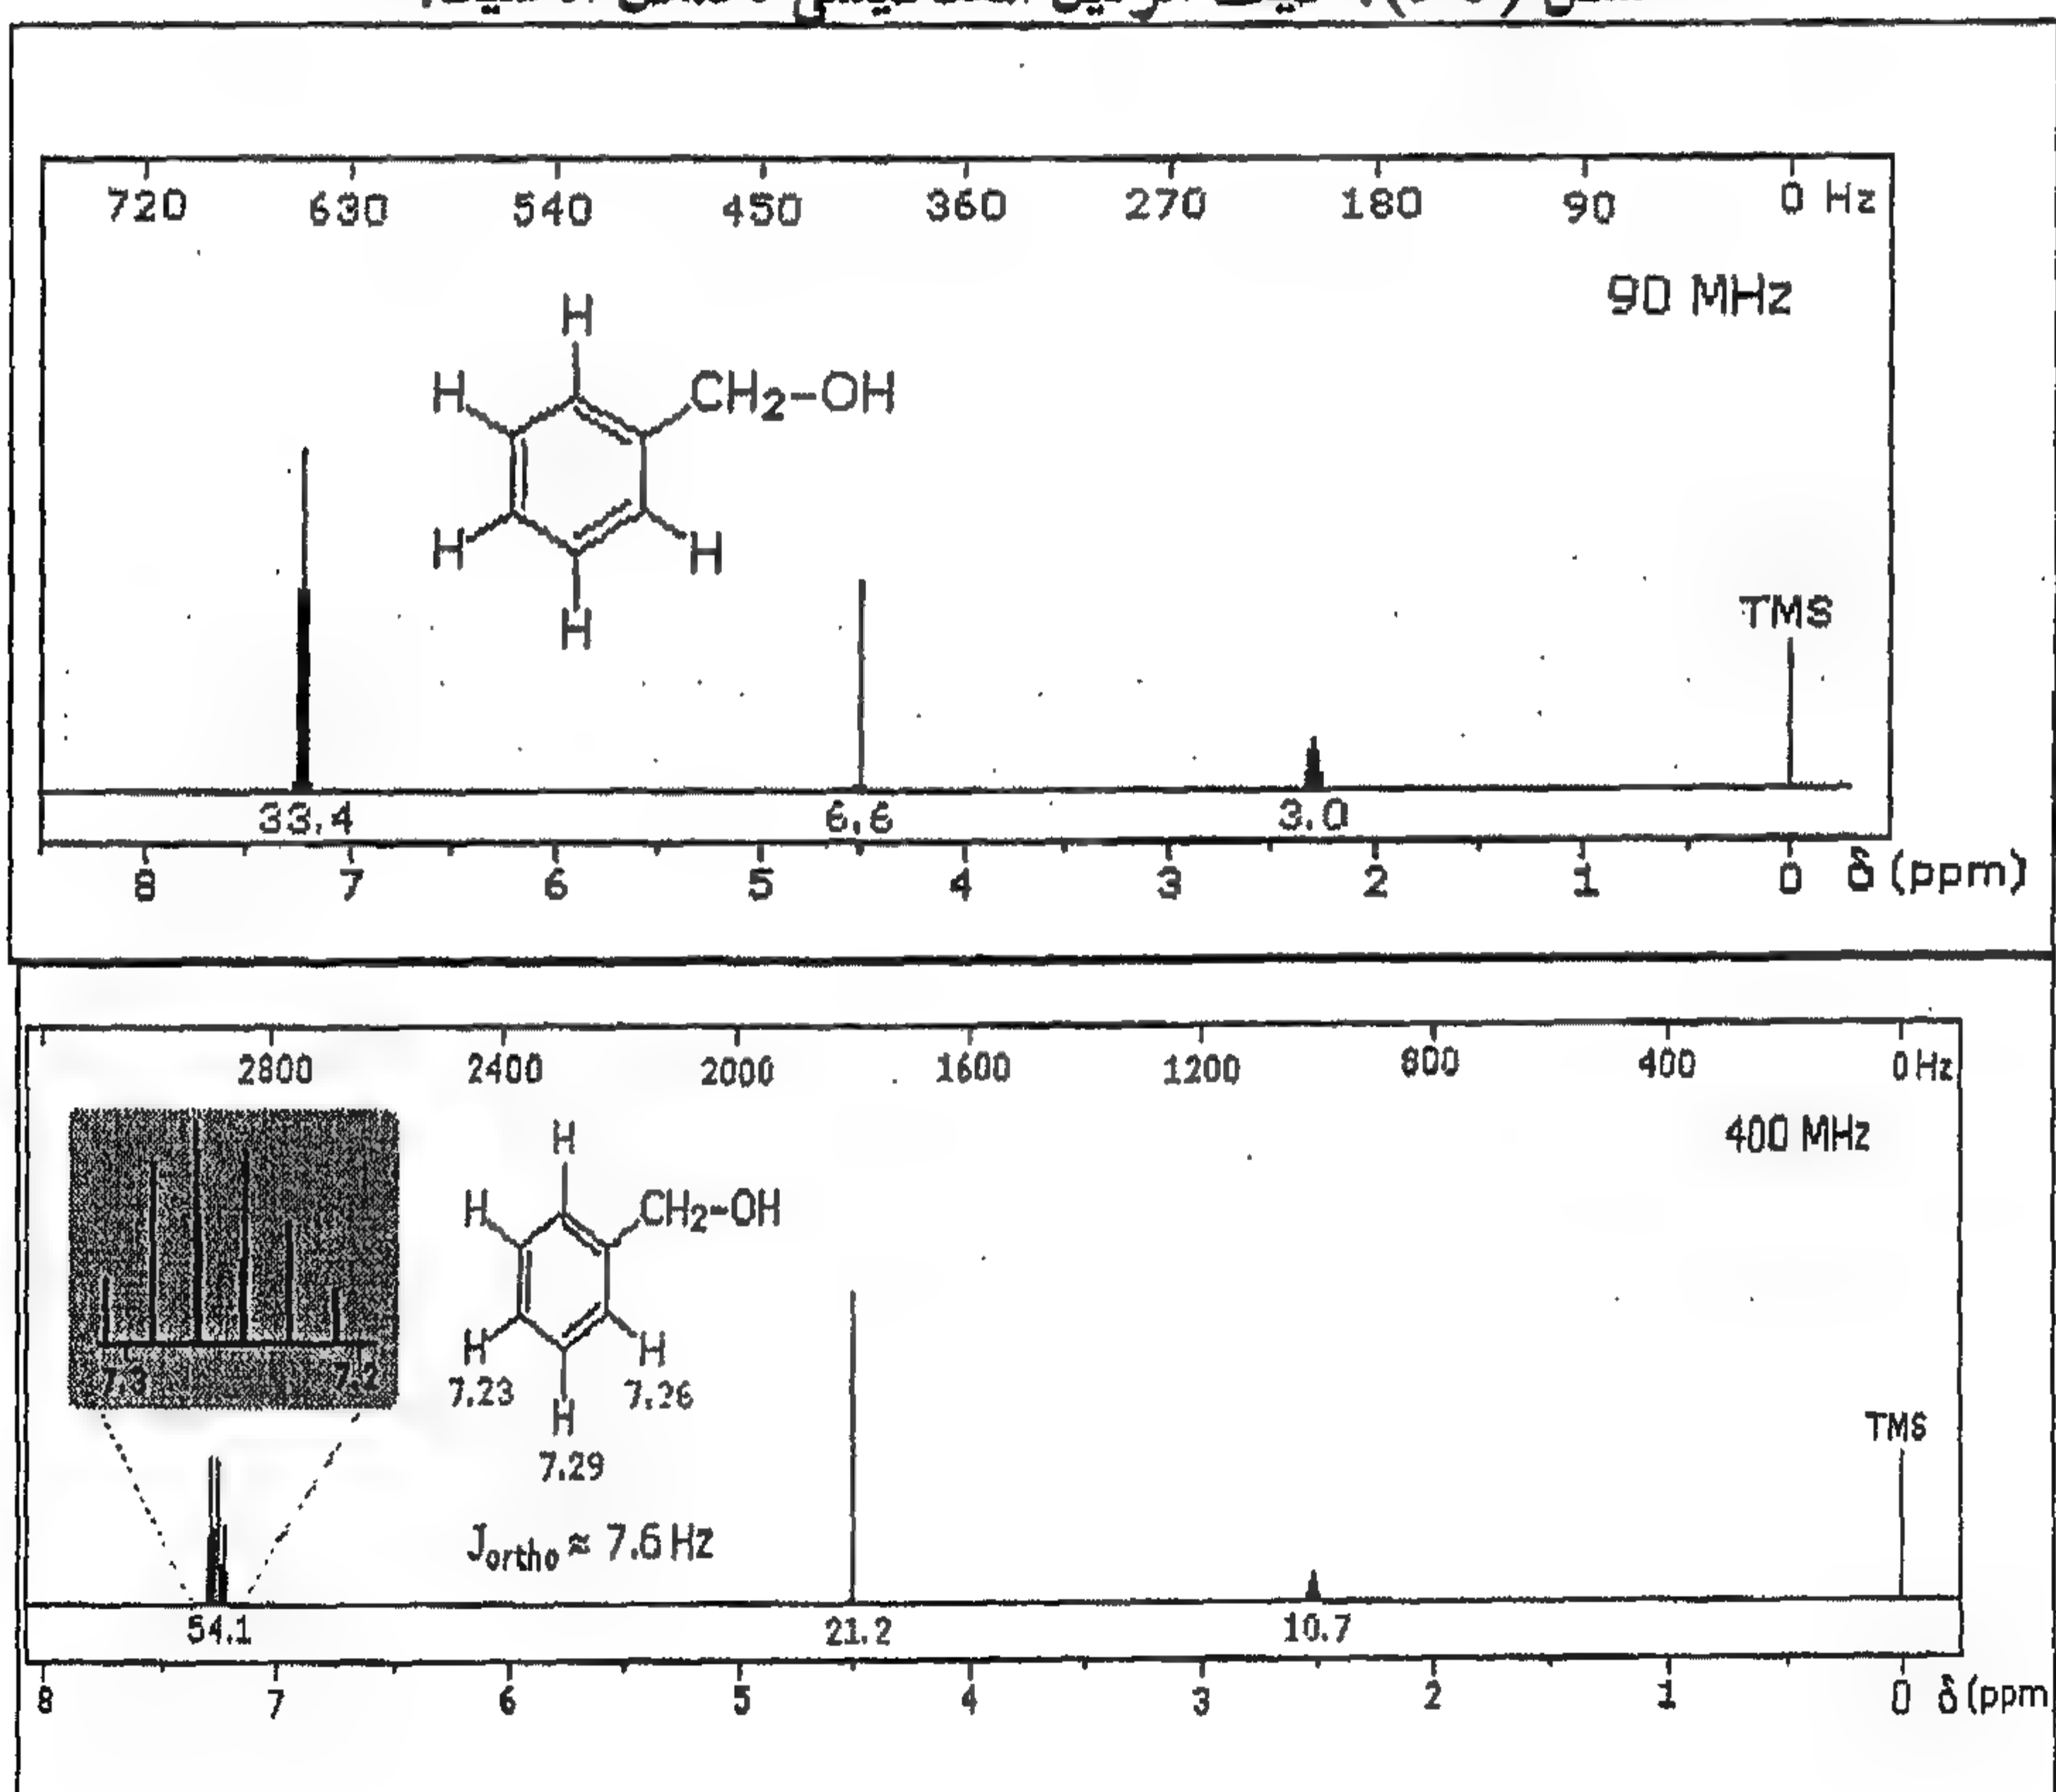 720 630 540 450 360 270 180 90 0 Hz
90 MHz
H
H CH2-OH
H H
H
TMS
33.4 6.6 3.0
8 7 6 5 4 3 2 1 0 δ (ppm)
2800 2400 2000 1600 1200 800 400 0 Hz
400 MHz
H
H CH2-OH
H H
7.23 7.26
H
7.29
7.3 7.2
TMS
Jortho ≈ 7.6 Hz
54.1 21.2 10.7
8 7 6 5 4 3 2 1 0 δ (ppm